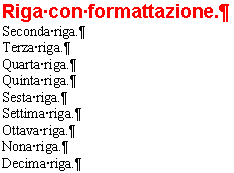 Riga·con·formattazione.¶
Seconda·riga.¶
Terza·riga.¶
Quarta·riga.¶
Quinta·riga.¶
Sesta·riga.¶
Settima·riga.¶
Ottava·riga.¶
Nona·riga.¶
Decima·riga.¶